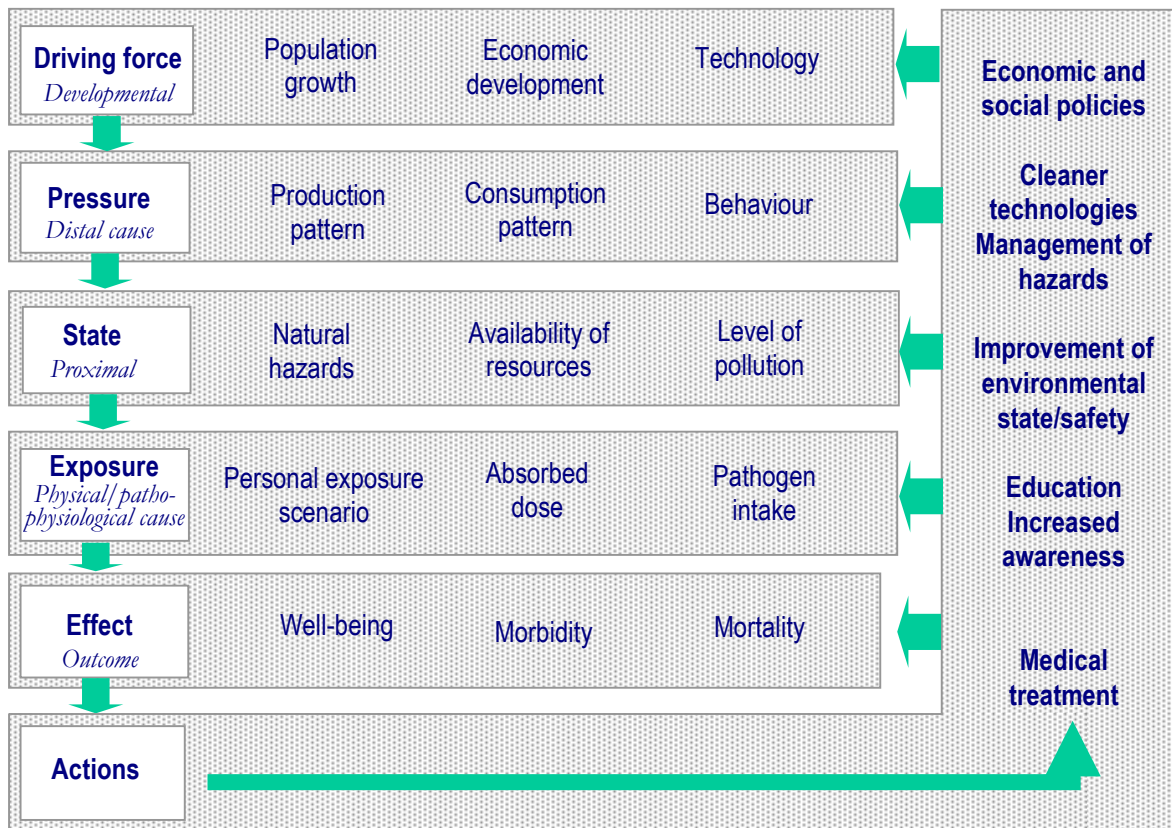 Driving force
Developmental
Population
growth
Economic
development
Technology
Economic and
social policies
Pressure
Distal cause
Production
pattern
Consumption
pattern
Behaviour
Cleaner
technologies
Management of
hazards
State
Proximal
Natural
hazards
Availability of
resources
Level of
pollution
Improvement of
environmental
state/safety
Exposure
Physical/patho-
physiological cause
Personal exposure
scenario
Absorbed
dose
Pathogen
intake
Education
Increased
awareness
Effect
Outcome
Well-being
Morbidity
Mortality
Medical
treatment
Actions